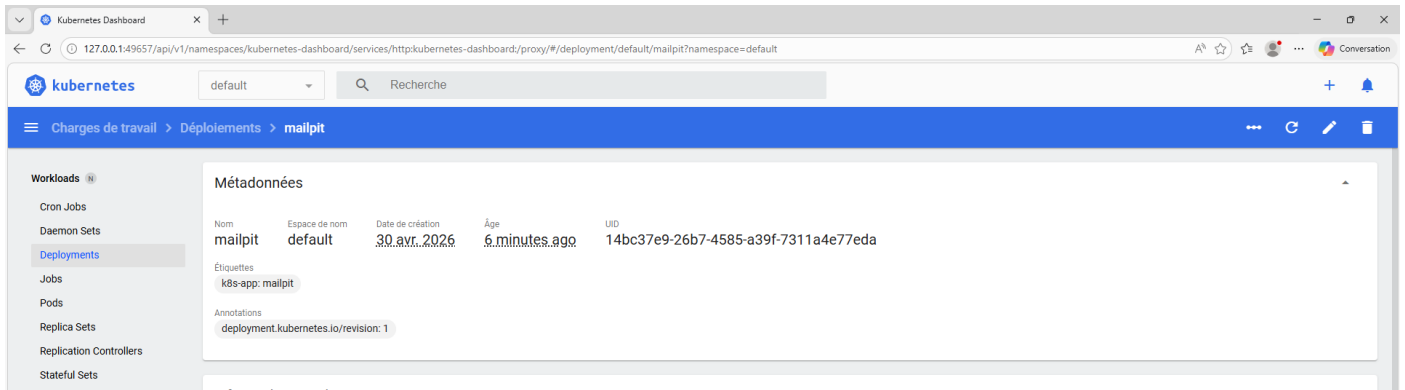 Kubernetes Dashboard
127.0.0.1:49657/api/v1/namespaces/kubernetes-dashboard/services/http:kubernetes-dashboard:/proxy/#/deployment/default/mailpit?namespace=default
Conversation
kubernetes
default
Recherche
Charges de travail > Déploiements > mailpit
Workloads N
Cron Jobs
Daemon Sets
Deployments
Jobs
Pods
Replica Sets
Replication Controllers
Stateful Sets
Métadonnées
Nom Espace de nom Date de création Âge UID
mailpit default 30 avr. 2026 6 minutes ago 14bc37e9-26b7-4585-a39f-7311a4e77eda
Étiquettes
k8s-app: mailpit
Annotations
deployment.kubernetes.io/revision: 1